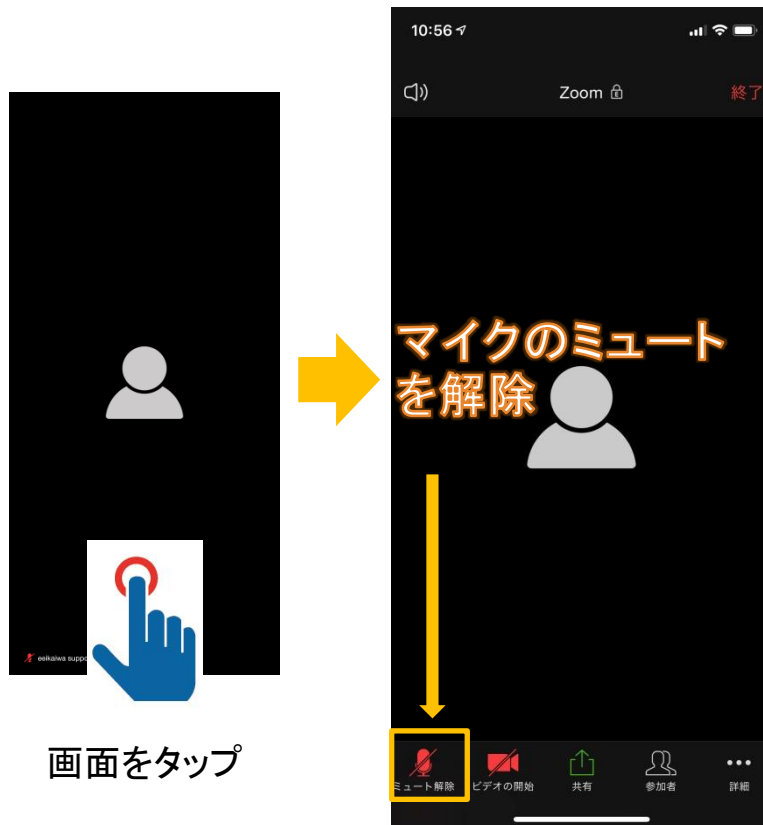 10:56
Zoom
終了
マイクのミュート
を解除
eeikaiwa
画面をタップ
ミュート解除
ビデオの開始
共有
参加者
詳細